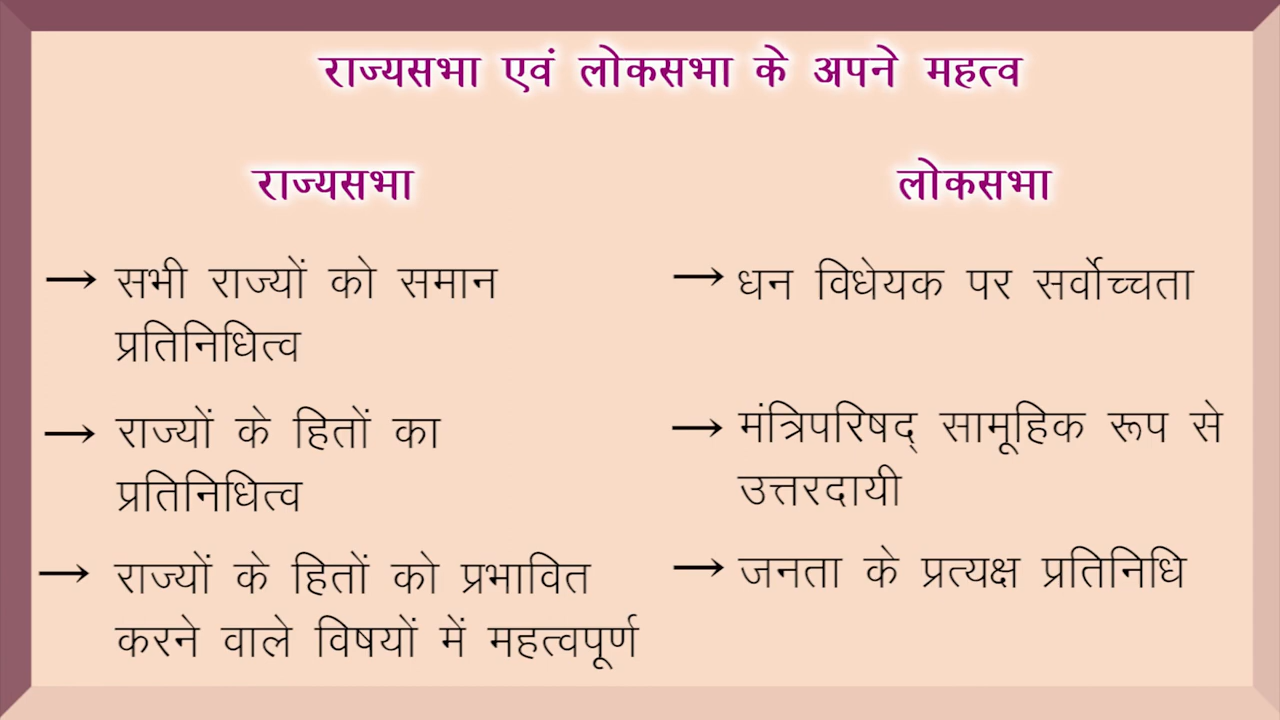 राज्यसभा एवं लोकसभा के अपने महत्व
राज्यसभा
→ सभी राज्यों को समान
प्रतिनिधित्व
→ राज्यों के हितों का
प्रतिनिधित्व
→ राज्यों के हितों को प्रभावित
करने वाले विषयों में महत्वपूर्ण
लोकसभा
→ धन विधेयक पर सर्वोच्चता
→ मंत्रिपरिषद् सामूहिक रूप से
उत्तरदायी
→ जनता के प्रत्यक्ष प्रतिनिधि